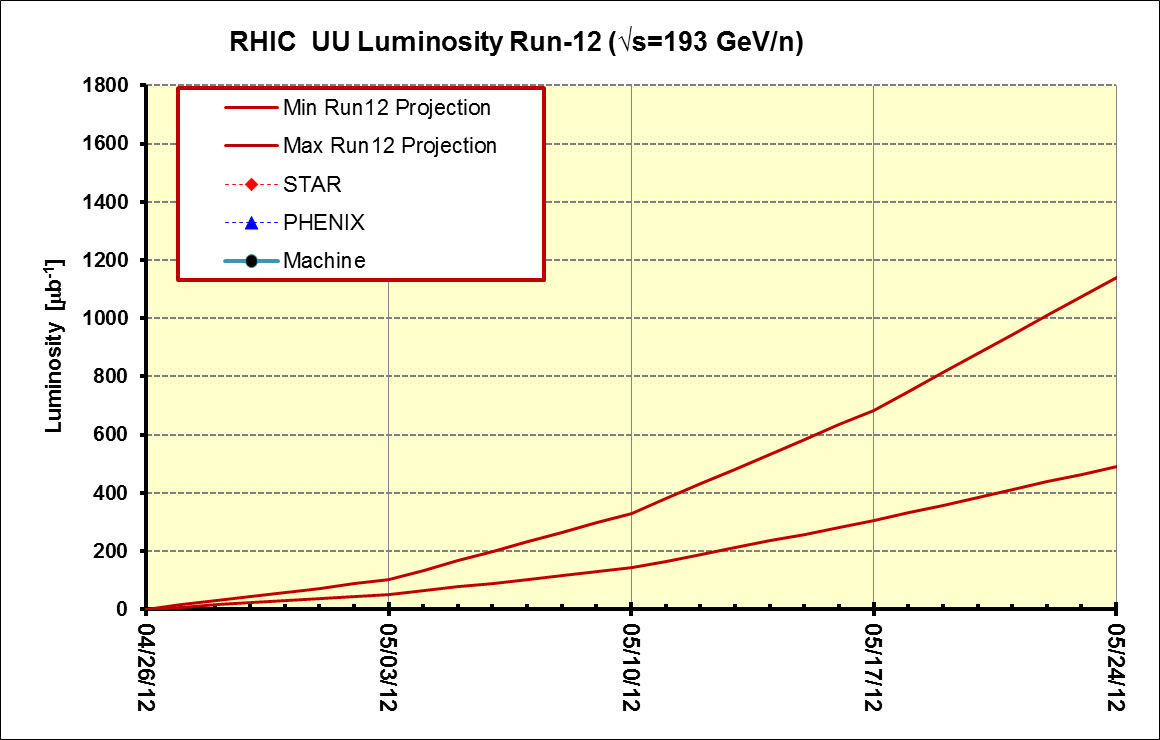 RHIC UU Luminosity Run-12 (√s=193 GeV/n)
Min Run12 Projection
Max Run12 Projection
STAR
PHENIX
Machine
Luminosity [μb⁻¹]
1800
1600
1400
1200
1000
800
600
400
200
0
04/26/12
05/03/12
05/10/12
05/17/12
05/24/12